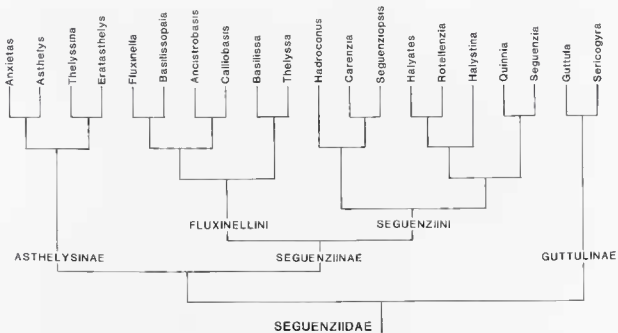 Anxietas
Asthelys
Thelyssina
Eratasthelys
Fluxinella
Basilissopsis
Ancistrobasis
Calliobasis
Basilissa
Thelyssa
Hadroconus
Carenzia
Seguenziopsis
Halyates
Rotellenzia
Halystina
Quinnia
Seguenzia
Guttula
Sericogyra
FLUXINELLINI
SEGUENZIINI
ASTHELYSINAE
SEGUENZIINAE
GUTTULINAE
SEGUENZIIDAE